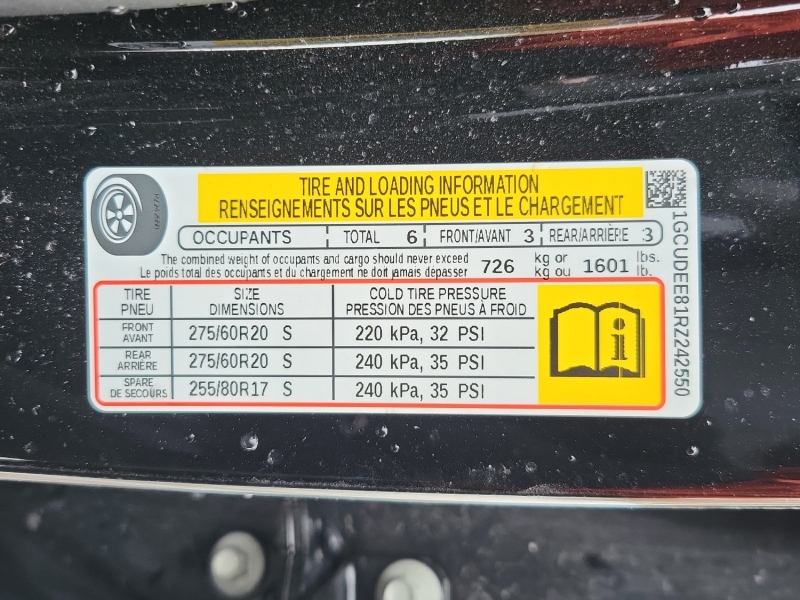 TIRE AND LOADING INFORMATION
RENSEIGNEMENTS SUR LES PNEUS ET LE CHARGEMENT
OCCUPANTS TOTAL 6 FRONT/AVANT 3 REAR/ARRIÈRE 3
The combined weight of occupants and cargo should never exceed 726 kg or 1601 lbs.
Le poids total des occupants et du chargement ne doit jamais dépasser kg ou lb.
TIRE PNEU SIZE DIMENSIONS COLD TIRE PRESSURE PRESSION DES PNEUS À FROID
FRONT AVANT 275/60R20 S 220 kPa, 32 PSI
REAR ARRIÈRE 275/60R20 S 240 kPa, 35 PSI
SPARE DE SECOURS 255/80R17 S 240 kPa, 35 PSI
i
1GCUDEE81RZ242550